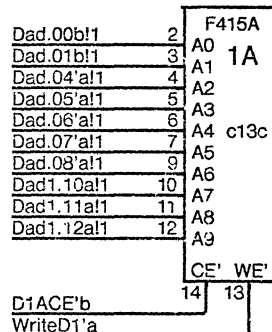 F415A
Dad.00b!1 2 A0 1A
Dad.01b!1 3 A1
Dad.04'a!1 4 A2
Dad.05'a!1 5 A3
Dad.06'a!1 6 A4 c13c
Dad.07'a!1 7 A5
Dad.08'a!1 9 A6
Dad1.10a!1 10 A7
Dad1.11a!1 11 A8
Dad1.12a!1 12 A9
CE' WE'
14 13
D1ACE'b
WriteD1'a